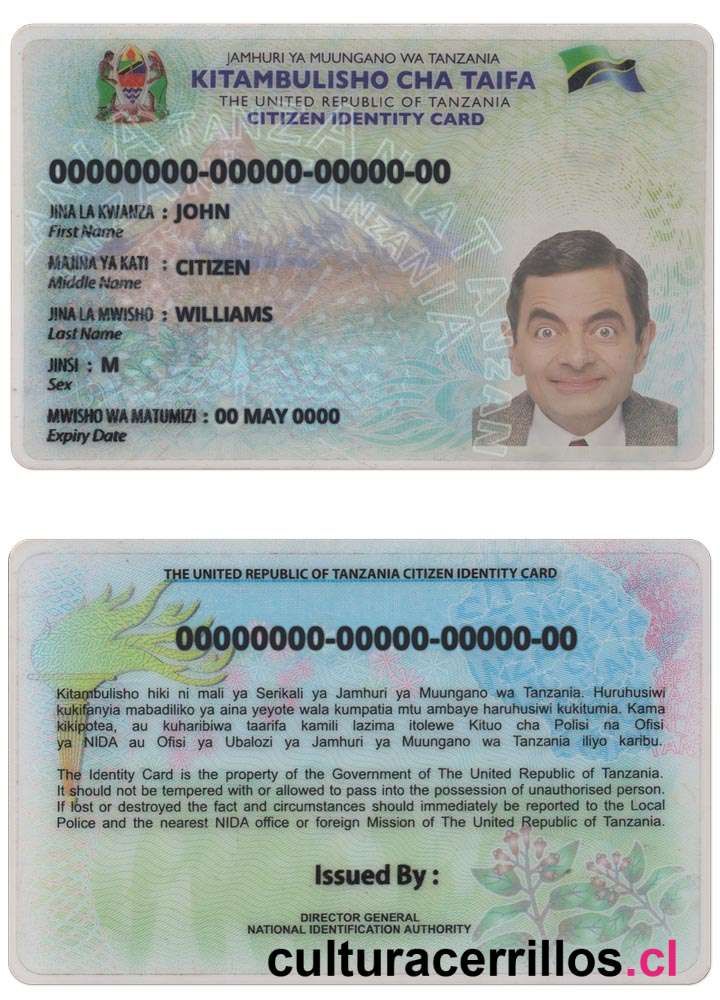 JAMHURI YA MUUNGANO WA TANZANIA
KITAMBULISHO CHA TAIFA
THE UNITED REPUBLIC OF TANZANIA
CITIZEN IDENTITY CARD
00000000-00000-00000-00
JINA LA KWANZA : JOHN
First Name
MAJINA YA KATI : CITIZEN
Middle Name
JINA LA MWISHO : WILLIAMS
Last Name
JINSI : M
Sex
MWISHO WA MATUMIZI : 00 MAY 0000
Expiry Date
TANZANIA
TANZANIA
THE UNITED REPUBLIC OF TANZANIA CITIZEN IDENTITY CARD
00000000-00000-00000-00
Kitambulisho hiki ni mali ya Serikali ya Jamhuri ya Muungano wa Tanzania. Huruhusiwi
kukifanyia mabadiliko ya aina yeyote wala kumpatia mtu ambaye haruhusiwi kukitumia. Kama
kikipotea, au kuharibiwa taarifa kamili lazima itolewe Kituo cha Polisi na Ofisi
ya NIDA au Ofisi ya Ubalozi ya Jamhuri ya Muungano wa Tanzania iliyo karibu.
The Identity Card is the property of the Government of The United Republic of Tanzania.
It should not be tempered with or allowed to pass into the possession of unauthorised person.
If lost or destroyed the fact and circumstances should immediately be reported to the Local
Police and the nearest NIDA office or foreign Mission of The United Republic of Tanzania.
Issued By :
DIRECTOR GENERAL
NATIONAL IDENTIFICATION AUTHORITY
culturacerrillos.cl